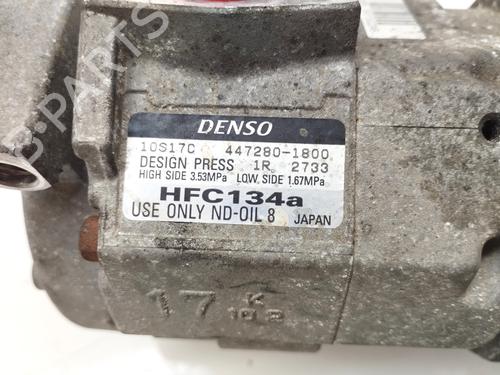 DENSO
10S17C 447280-1800
DESIGN PRESS 1R 2733
HIGH SIDE 3.53MPa LOW SIDE 1.67MPa
HFC134a
USE ONLY ND-OIL 8 JAPAN
17 K